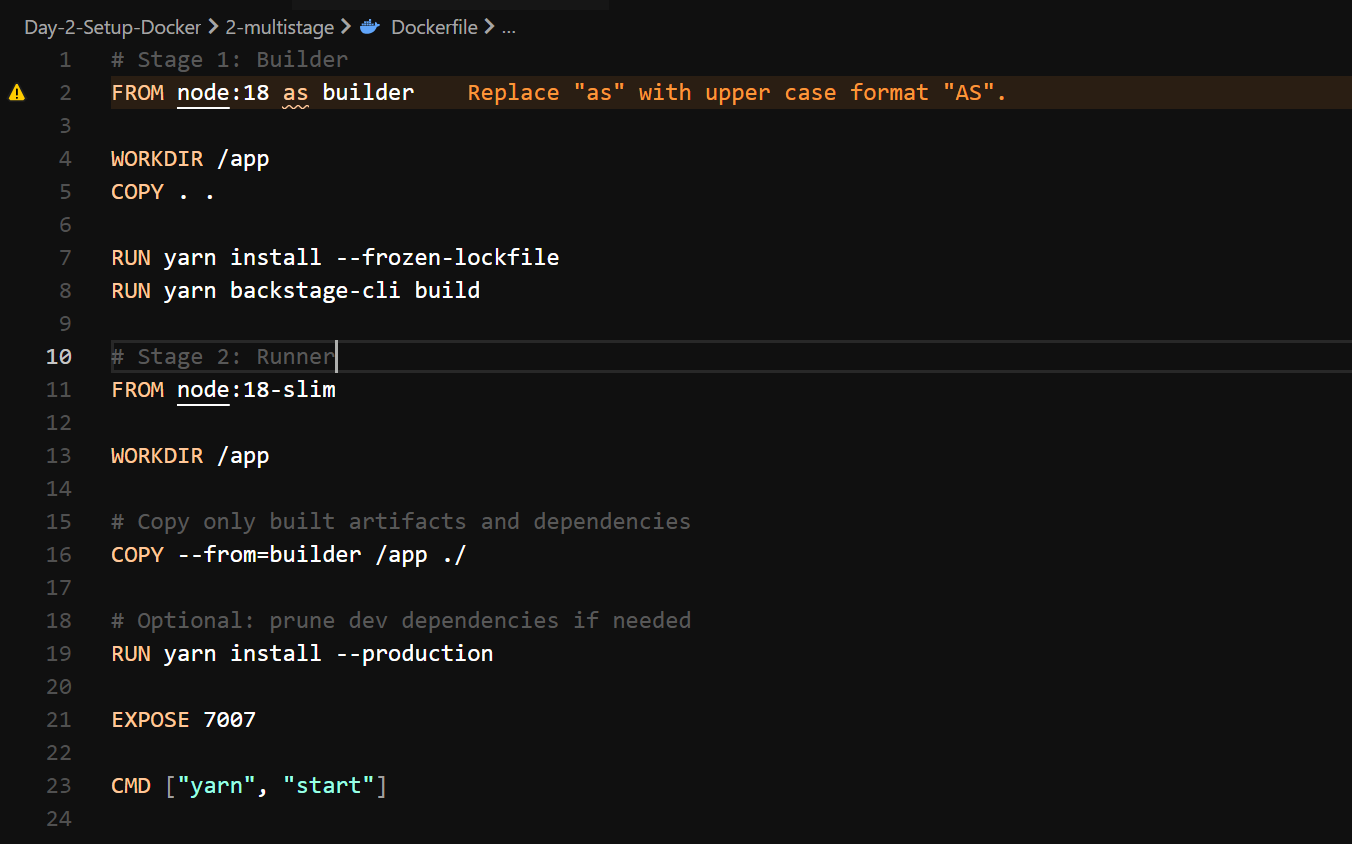 Day-2-Setup-Docker > 2-multistage > Dockerfile > ...
1 # Stage 1: Builder
2 FROM node:18 as builder Replace "as" with upper case format "AS".
3
4 WORKDIR /app
5 COPY . .
6
7 RUN yarn install --frozen-lockfile
8 RUN yarn backstage-cli build
9
10 # Stage 2: Runner
11 FROM node:18-slim
12
13 WORKDIR /app
14
15 # Copy only built artifacts and dependencies
16 COPY --from=builder /app ./
17
18 # Optional: prune dev dependencies if needed
19 RUN yarn install --production
20
21 EXPOSE 7007
22
23 CMD ["yarn", "start"]
24